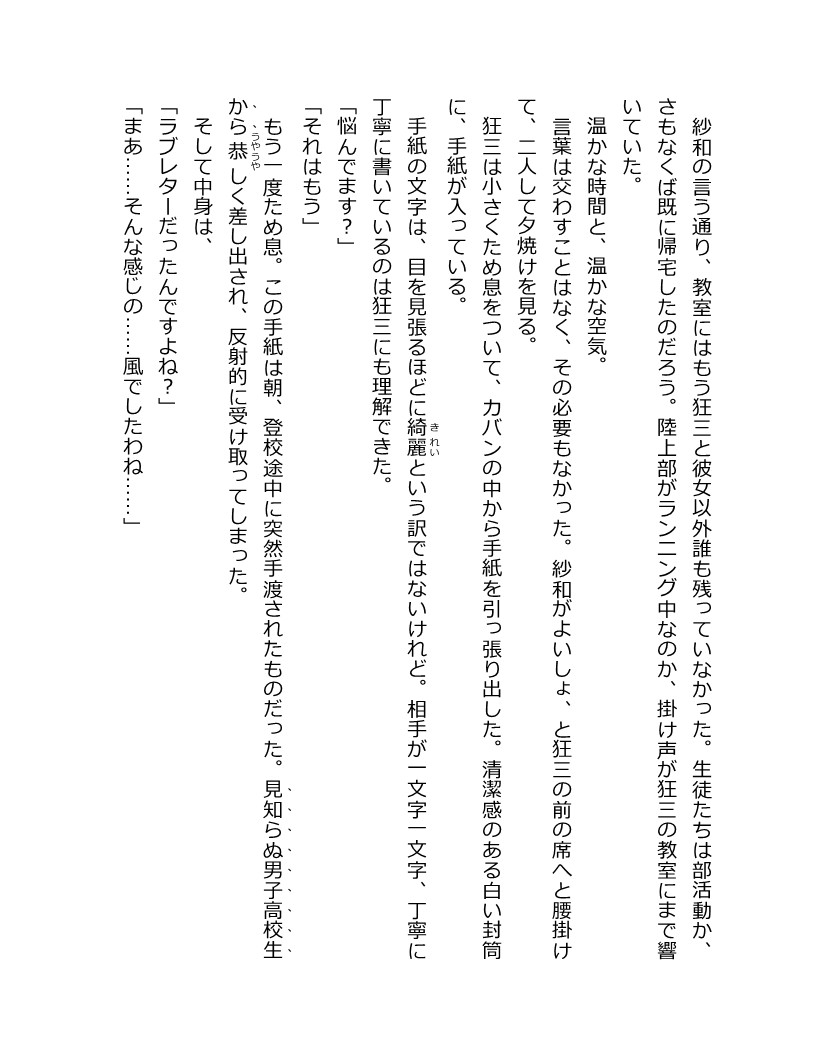 紗和の言う通り、教室にはもう狂三と彼女以外誰も残っていなかった。生徒たちは部活動か、
さもなくば既に帰宅したのだろう。陸上部がランニング中なのか、掛け声が狂三の教室にまで響
いていた。
温かな時間と、温かな空気。
言葉は交わすことはなく、その必要もなかった。紗和がよいしょ、と狂三の前の席へと腰掛け
て、二人して夕焼けを見る。
狂三は小さくため息をついて、カバンの中から手紙を引っ張り出した。清潔感のある白い封筒
に、手紙が入っている。
手紙の文字は、目を見張るほどに綺麗という訳ではないけれど。相手が一文字一文字、丁寧に
丁寧に書いているのは狂三にも理解できた。
「悩んでます？」
「それはもう」
もう一度ため息。この手紙は朝、登校途中に突然手渡されたものだった。見知らぬ男子高校生
から恭しく差し出され、反射的に受け取ってしまった。
そして中身は、
「ラブレターだったんですよね？」
「まあ……そんな感じの……風でしたわね……」